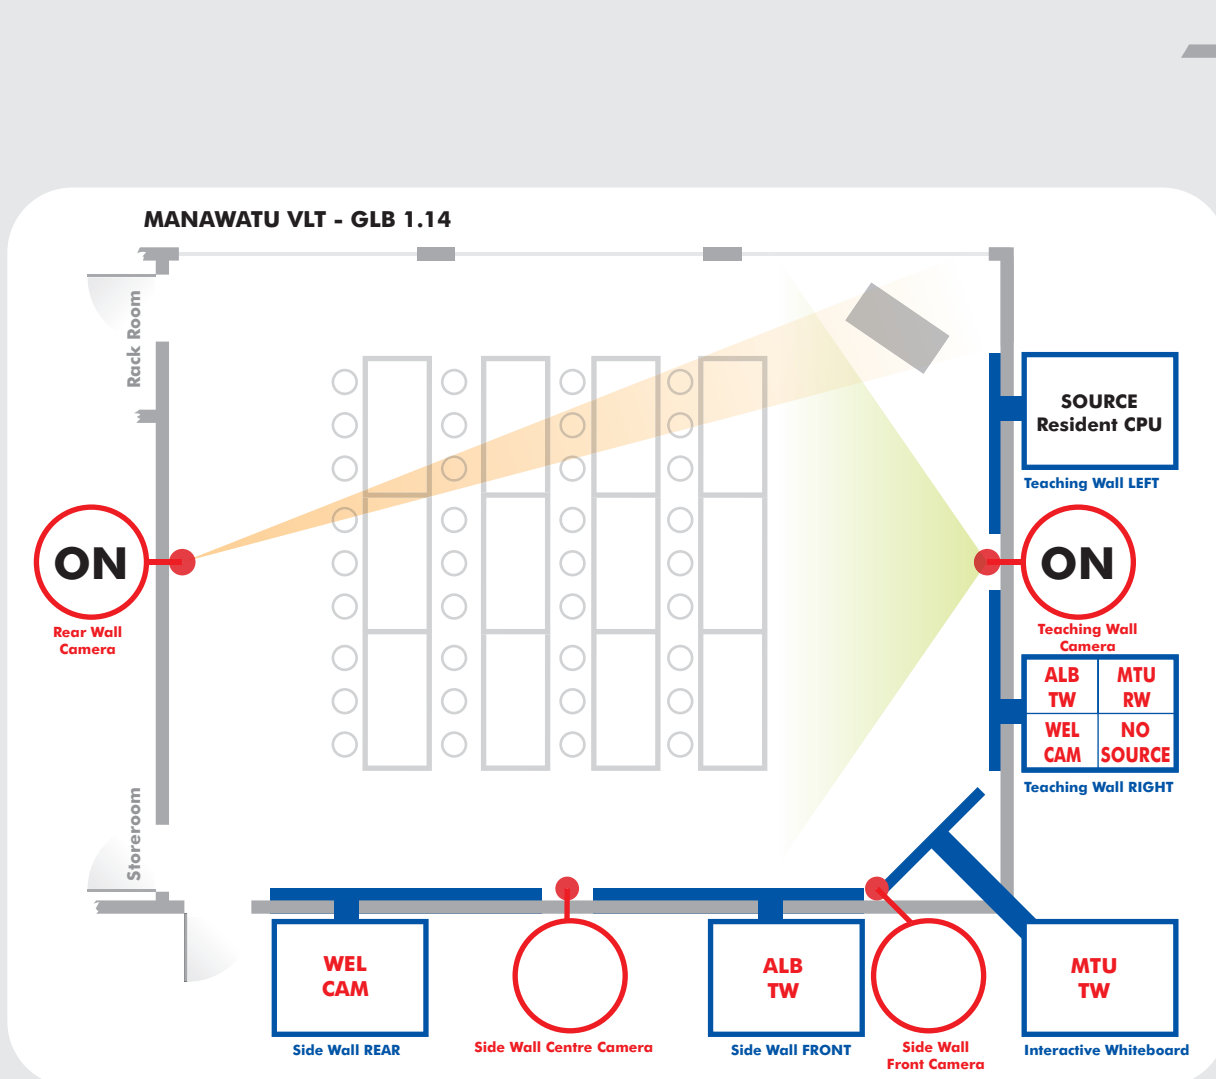 MANAWATU VLT - GLB 1.14
Rack Room
SOURCE
Resident CPU
Teaching Wall LEFT
ON
Rear Wall
Camera
ON
Teaching Wall
Camera
ALB
TW
MTU
RW
WEL
CAM
NO
SOURCE
Teaching Wall RIGHT
Storeroom
WEL
CAM
Side Wall REAR
Side Wall Centre Camera
ALB
TW
Side Wall FRONT
Side Wall
Front Camera
MTU
TW
Interactive Whiteboard